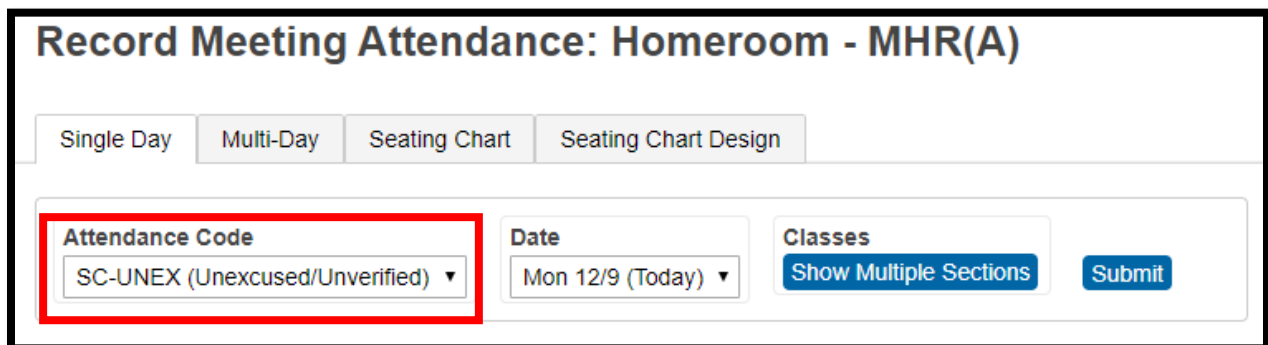 Record Meeting Attendance: Homeroom - MHR(A)
Single Day Multi-Day Seating Chart Seating Chart Design
Attendance Code Date Classes
SC-UNEX (Unexcused/Unverified) Mon 12/9 (Today) Show Multiple Sections Submit